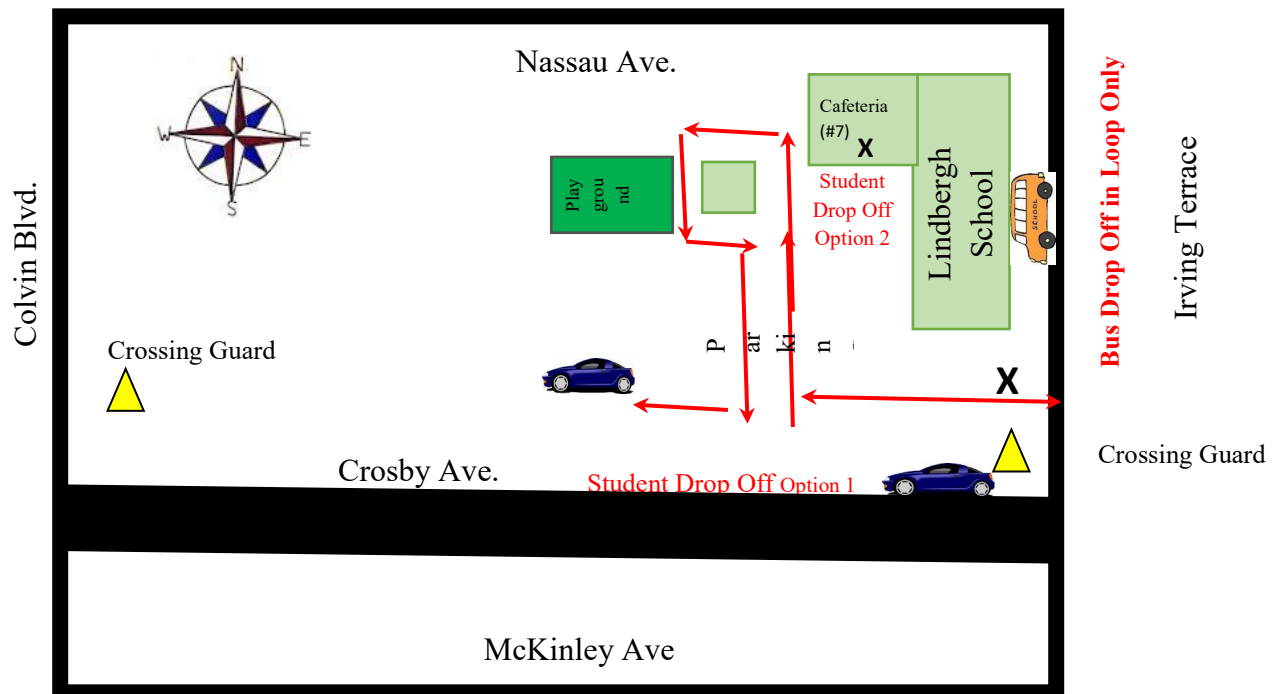 Nassau Ave.
N
W
E
S
Cafeteria
(#7)
X
Student
Drop Off
Option 2
Lindbergh
School
SCHOOL
Bus Drop Off in Loop Only
Irving Terrace
Colvin Blvd.
Play
grou
nd
P
ar
ki
n
Crossing Guard
X
Crossing Guard
Crosby Ave.
Student Drop Off Option 1
McKinley Ave